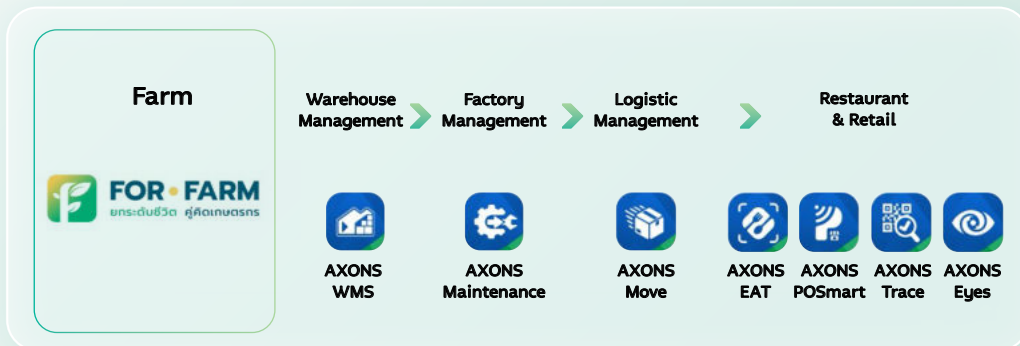 Farm
FOR • FARM
ยกระดับชีวิต คู่คิดเกษตรกร
Warehouse
Management
Factory
Management
Logistic
Management
Restaurant
& Retail
AXONS
WMS
AXONS
Maintenance
AXONS
Move
AXONS
EAT
AXONS
POSmart
AXONS
Trace
AXONS
Eyes